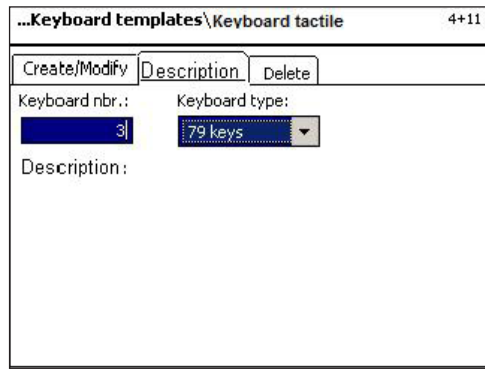 ...Keyboard templates\Keyboard tactile 4+11
Create/Modify Description Delete
Keyboard nbr.: Keyboard type:
3 79 keys
Description: